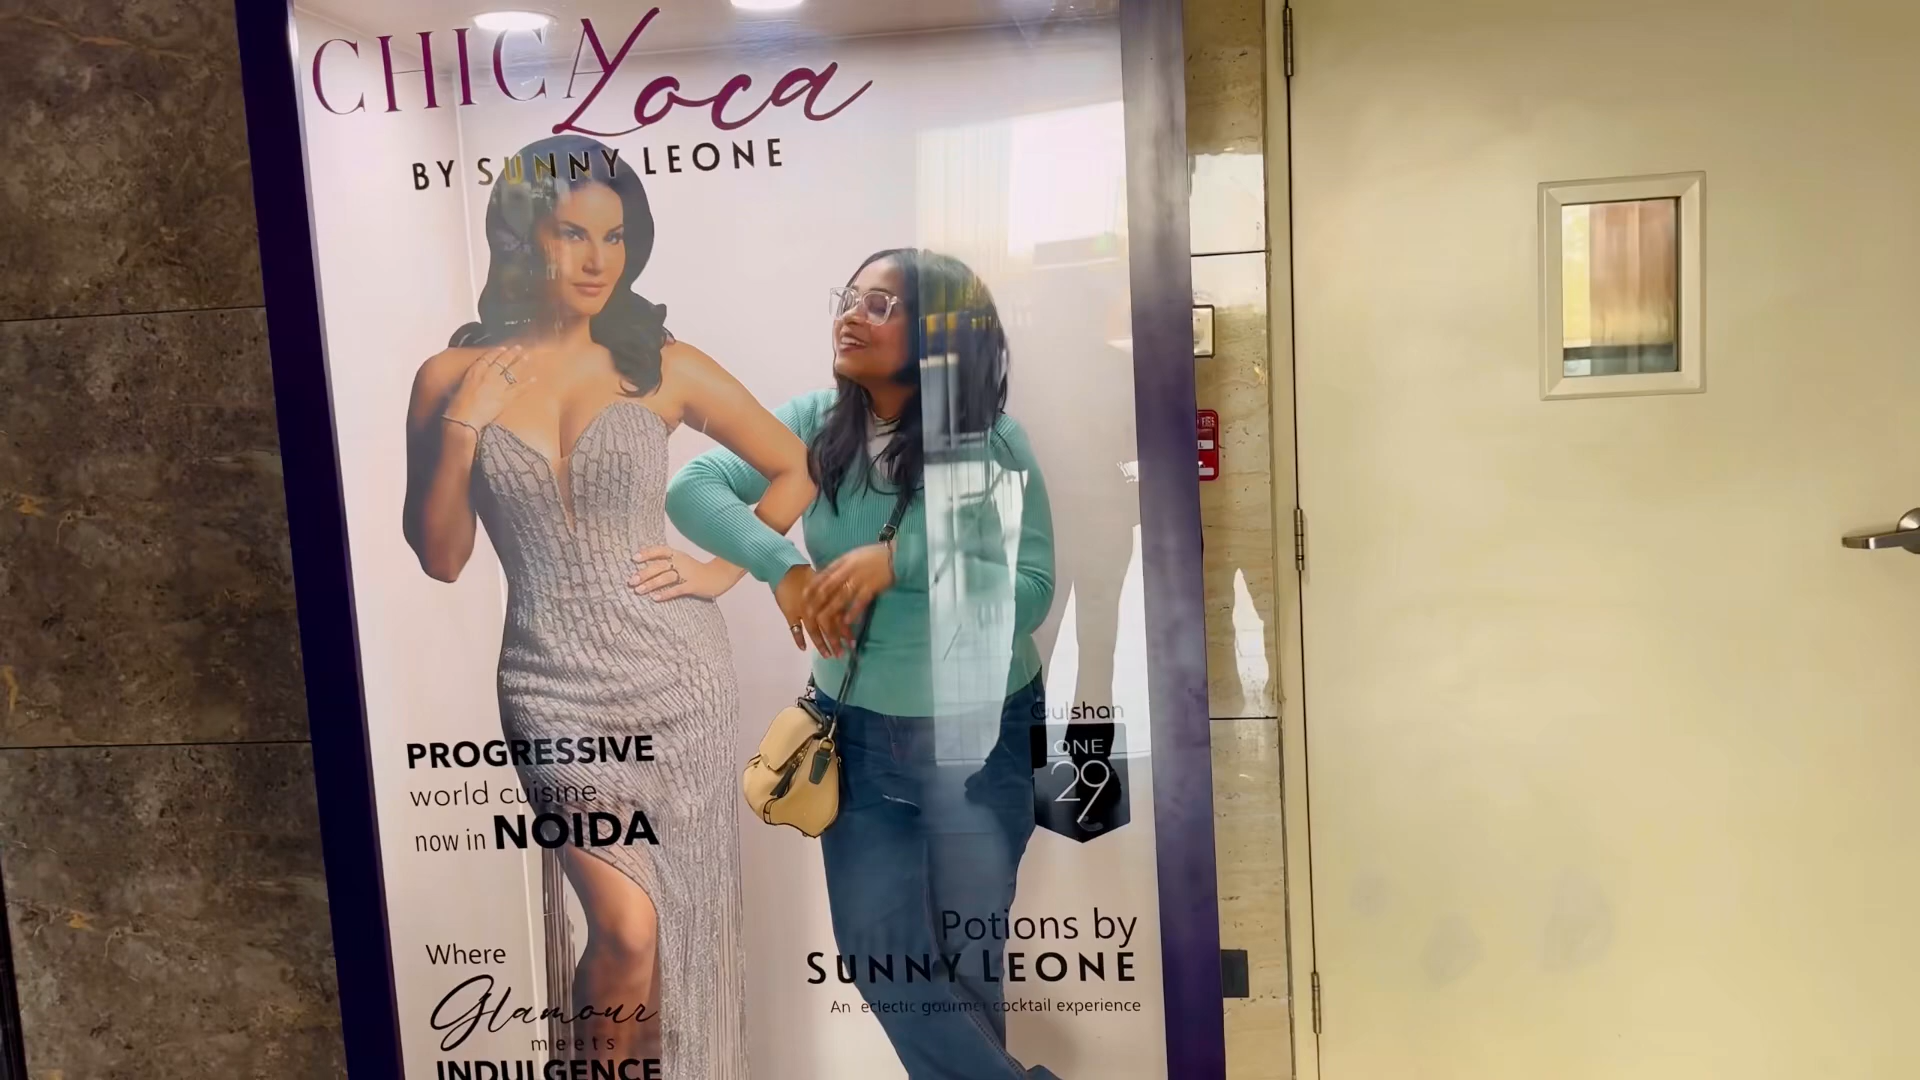 CHICA Loca
BY SUNNY LEONE
PROGRESSIVE
world cuisine
now in NOIDA
Where
Glamour
meets
INDULGENCE
Gulshan
ONE
29
Potions by
SUNNY LEONE
An eclectic gourmet cocktail experience